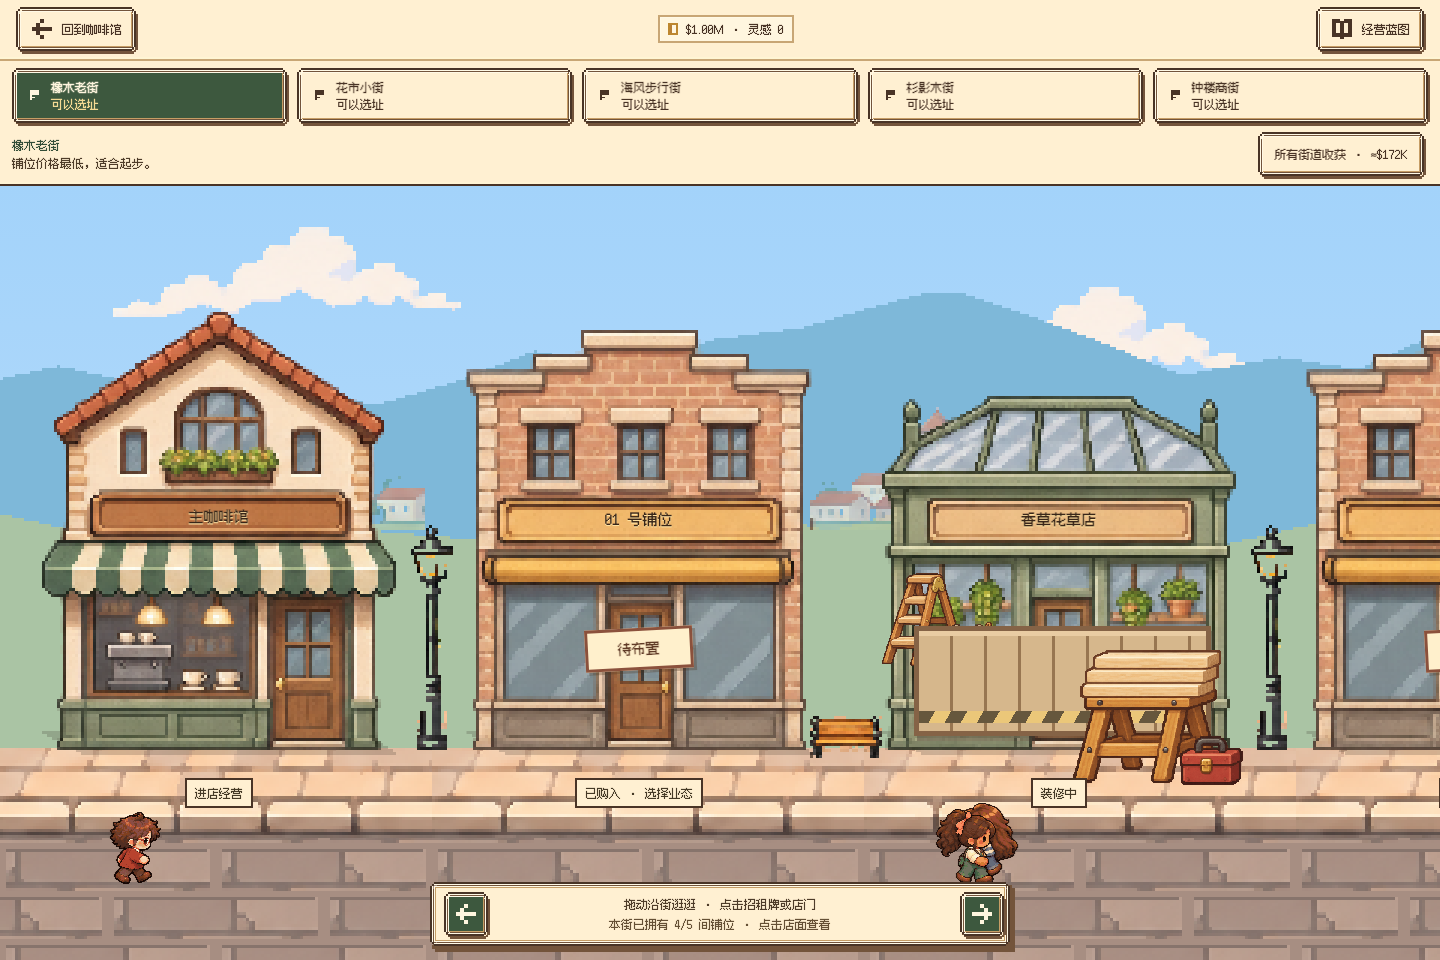 回到咖啡馆
$1.00M · 灵感 0
经营蓝图
橡木老街
可以选址
花市小街
可以选址
海风步行街
可以选址
杉影木街
可以选址
钟楼商街
可以选址
橡木老街
铺位价格最低，适合起步。
所有街道收获 · ≈$172K
主咖啡馆
01 号铺位
香草花草店
待布置
进店经营
已购入 · 选择业态
装修中
拖动沿街逛逛 · 点击招租牌或店门
本街已拥有 4/5 间铺位 · 点击店面查看